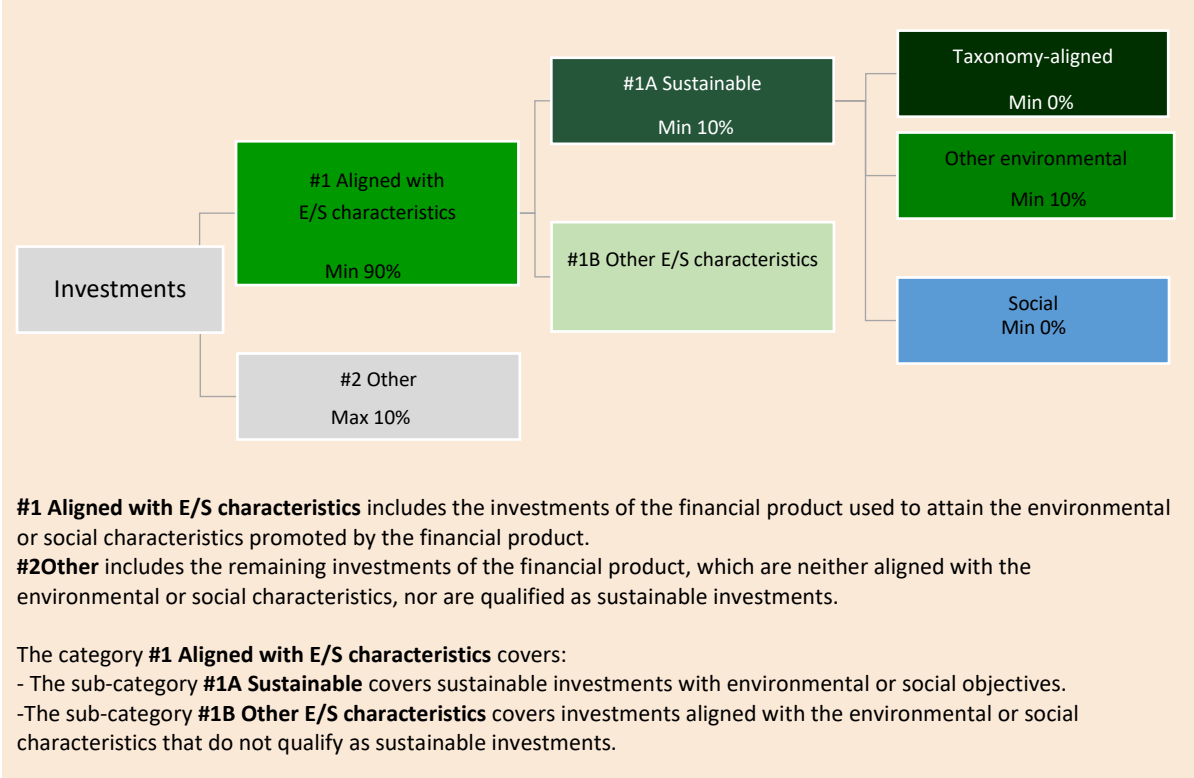 Investments
#1 Aligned with
E/S characteristics
Min 90%
#2 Other
Max 10%
#1A Sustainable
Min 10%
#1B Other E/S characteristics
Taxonomy-aligned
Min 0%
Other environmental
Min 10%
Social
Min 0%
#1 Aligned with E/S characteristics includes the investments of the financial product used to attain the environmental
or social characteristics promoted by the financial product.
#2Other includes the remaining investments of the financial product, which are neither aligned with the
environmental or social characteristics, nor are qualified as sustainable investments.
The category #1 Aligned with E/S characteristics covers:
- The sub-category #1A Sustainable covers sustainable investments with environmental or social objectives.
-The sub-category #1B Other E/S characteristics covers investments aligned with the environmental or social
characteristics that do not qualify as sustainable investments.